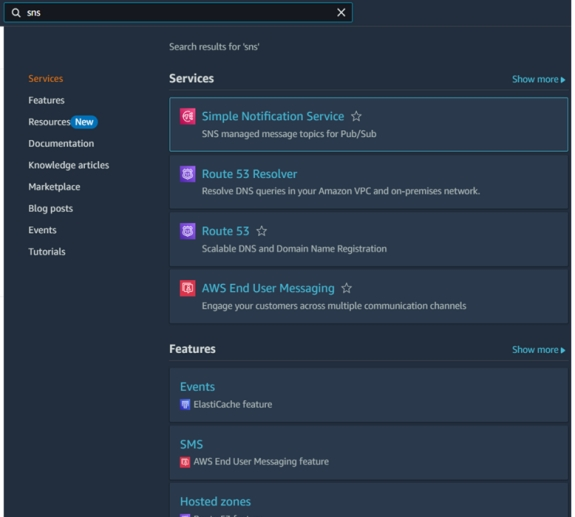 sns
Search results for 'sns'
Services
Features
Resources New
Documentation
Knowledge articles
Marketplace
Blog posts
Events
Tutorials
Services
Show more
Simple Notification Service
SNS managed message topics for Pub/Sub
Route 53 Resolver
Resolve DNS queries in your Amazon VPC and on-premises network.
Route 53
Scalable DNS and Domain Name Registration
AWS End User Messaging
Engage your customers across multiple communication channels
Features
Show more
Events
ElastiCache feature
SMS
AWS End User Messaging feature
Hosted zones